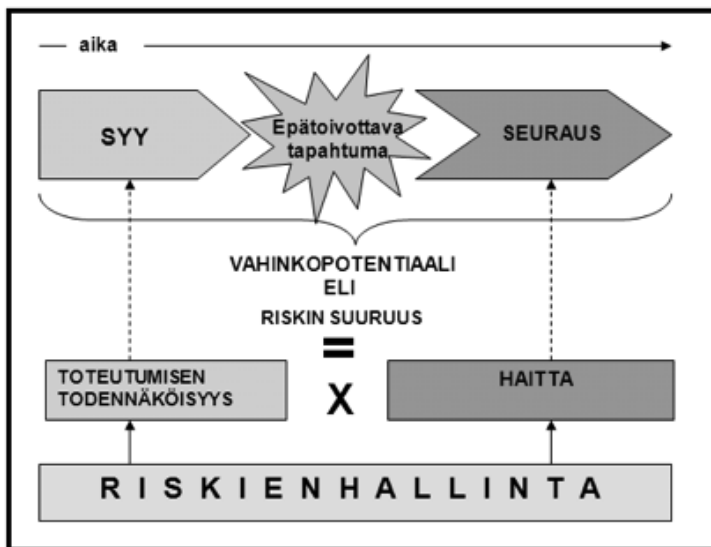 aika
SYY
Epätoivottava
tapahtuma
SEURAUS
VAHINKOPOTENTIAALI
ELI
RISKIN SUURUUS
=
TOTEUTUMISEN
TODENNÄKÖISYYS
X
HAITTA
RISKIENHALLINTA